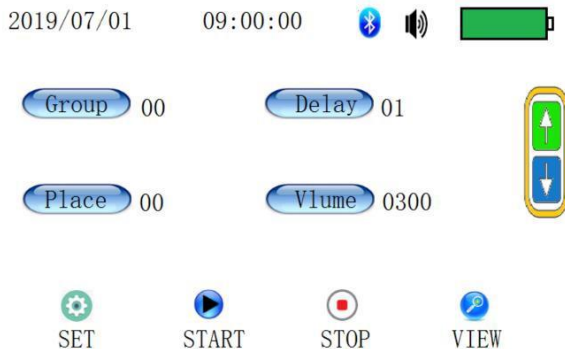 2019/07/01 09:00:00
Group 00 Delay 01
Place 00 Vlume 0300
SET START STOP VIEW